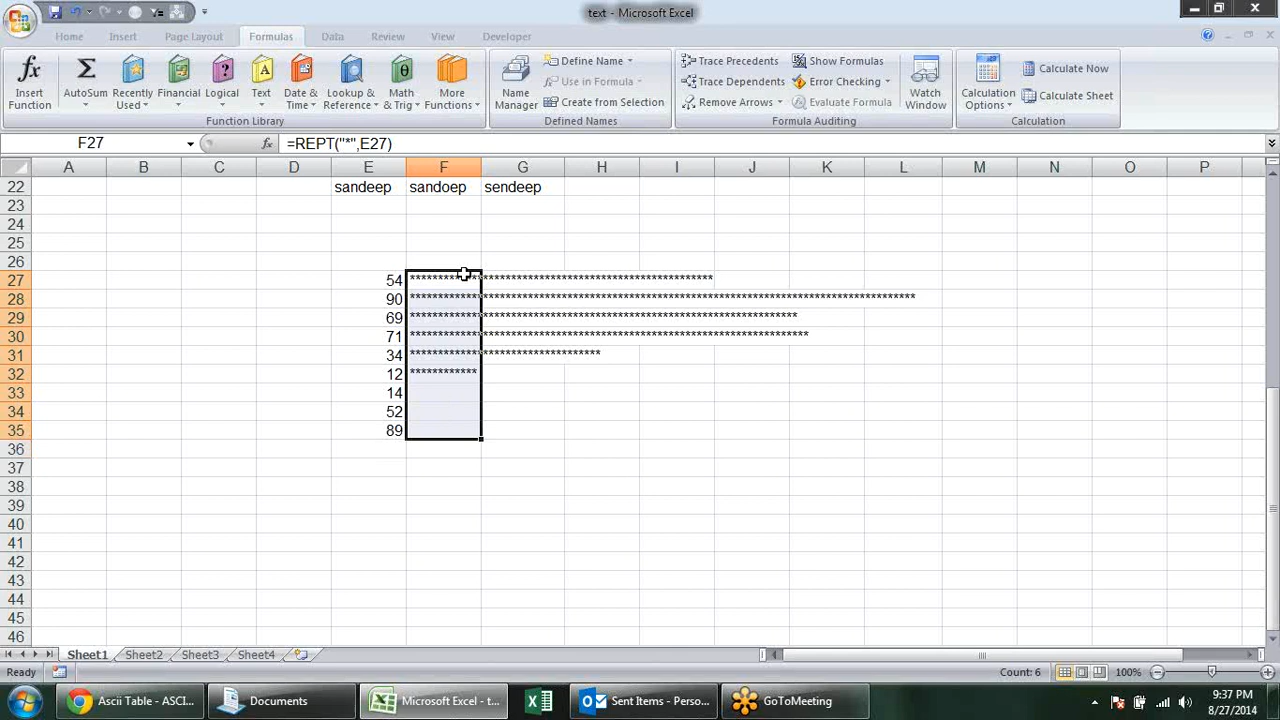 text - Microsoft Excel
Home Insert Page Layout Formulas Data Review View Developer
fx Insert Function
Σ AutoSum
Recently Used
Financial
Logical
Text
Date & Time
Lookup & Reference
Math & Trig
More Functions
Function Library
Name Manager
Define Name
Use in Formula
Create from Selection
Defined Names
Trace Precedents
Trace Dependents
Remove Arrows
Show Formulas
Error Checking
Evaluate Formula
Formula Auditing
Watch Window
Calculation Options
Calculate Now
Calculate Sheet
Calculation
F27 fx =REPT("*",E27)
A B C D E F G H I J K L M N O P
22 sandeep sandoep sendeep
23
24
25
26
27 54 ******************************************************
28 90 ******************************************************************************************
29 69 *********************************************************************
30 71 ***********************************************************************
31 34 **********************************
32 12 ************
33 14
34 52
35 89
36
37
38
39
40
41
42
43
44
45
46
Sheet1 Sheet2 Sheet3 Sheet4
Ready Count: 6 100%
Ascii Table - ASCI... Documents Microsoft Excel - t... Sent Items - Perso... GoToMeeting 9:37 PM
8/27/2014